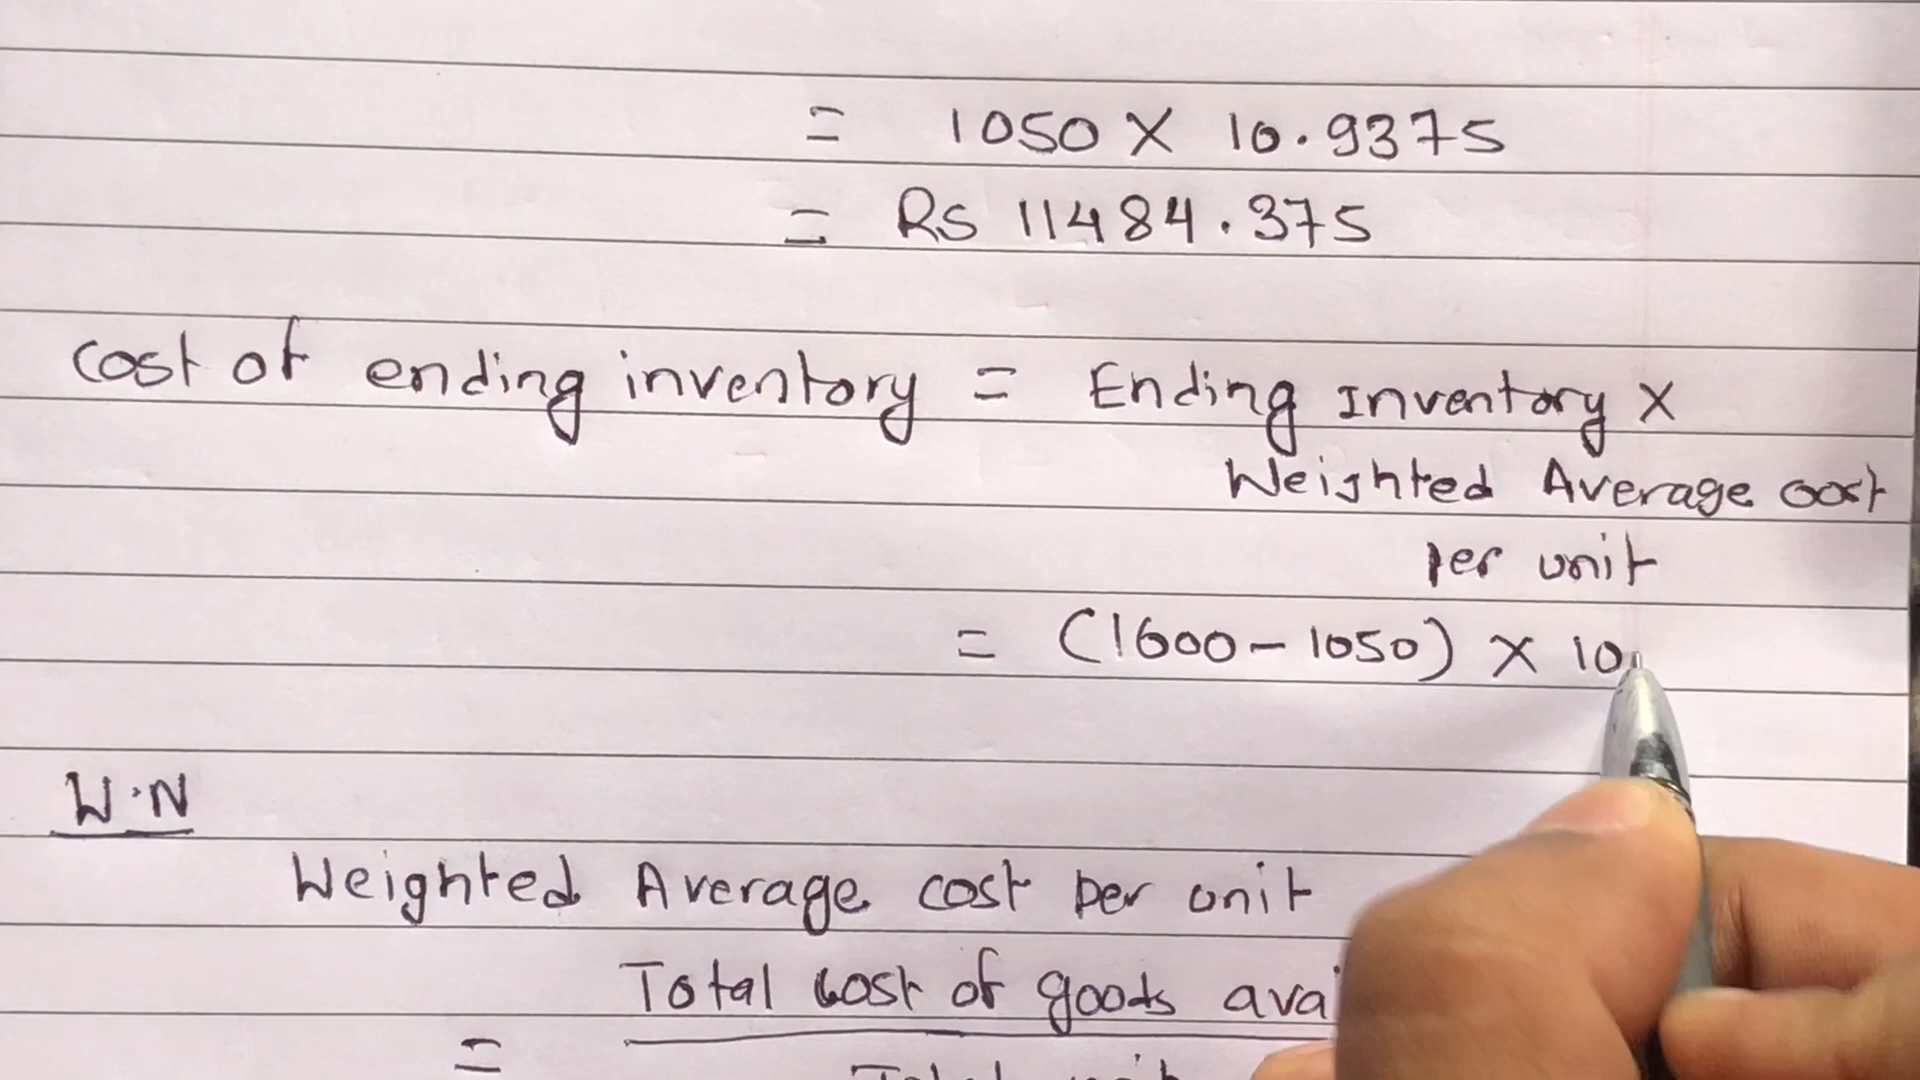 = 1050 X 10.9375
= Rs 11484.375
Cost of ending inventory = Ending Inventory X
Weighted Average cost
per unit
= (1600 - 1050) X 10.
W.N
Weighted Average cost per unit
Total cost of goods
=
Total